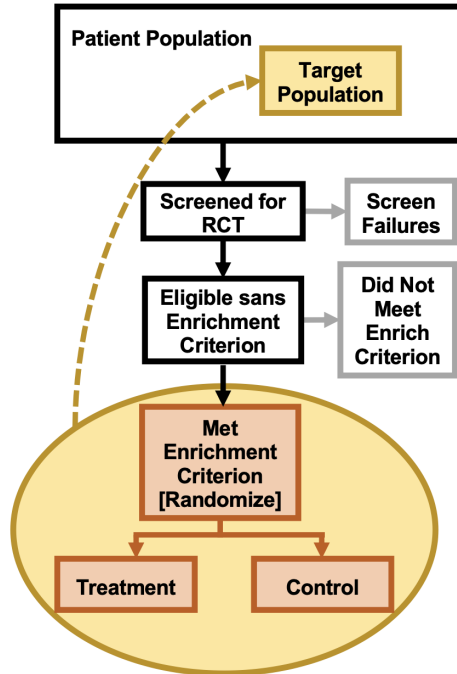 Patient Population
Target
Population
Screened for
RCT
Screen
Failures
Eligible sans
Enrichment
Criterion
Did Not
Meet
Enrich
Criterion
Met
Enrichment
Criterion
[Randomize]
Treatment
Control